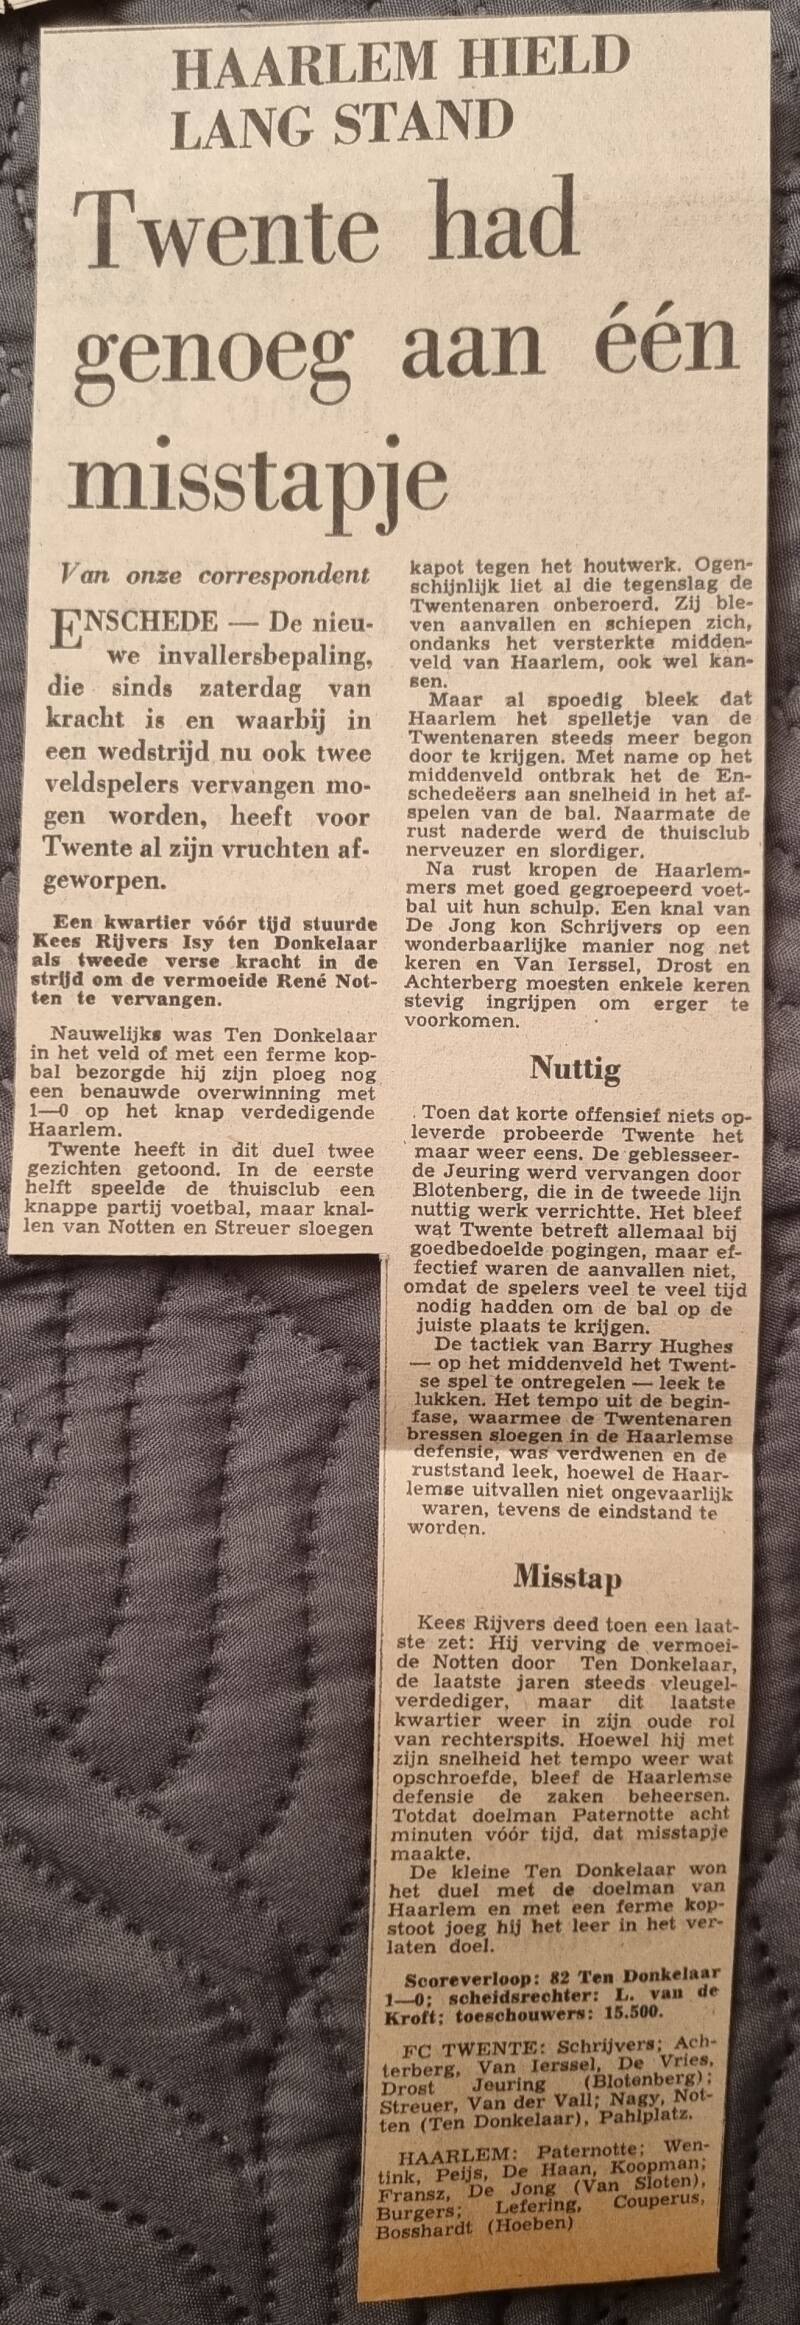 HAARLEM HIELD
LANG STAND
Twente had
genoeg aan één
misstapje
Van onze correspondent
ENSCHEDE — De nieu-
we invallersbepaling,
die sinds zaterdag van
kracht is en waarbij in
een wedstrijd nu ook twee
veldspelers vervangen mo-
gen worden, heeft voor
Twente al zijn vruchten af-
geworpen.
Een kwartier vóór tijd stuurde
Kees Rijvers Isy ten Donkelaar
als tweede verse kracht in de
strijd om de vermoeide René Not-
ten te vervangen.
Nauwelijks was Ten Donkelaar
in het veld of met een ferme kop-
bal bezorgde hij zijn ploeg nog
een benauwde overwinning met
1—0 op het knap verdedigende
Haarlem.
Twente heeft in dit duel twee
gezichten getoond. In de eerste
helft speelde de thuisclub een
knappe partij voetbal, maar knal-
len van Notten en Streuer sloegen
kapot tegen het houtwerk. Ogen-
schijnlijk liet al die tegenslag de
Twentenaren onberoerd. Zij ble-
ven aanvallen en schiepen zich,
ondanks het versterkte midden-
veld van Haarlem, ook wel kan-
sen.
Maar al spoedig bleek dat
Haarlem het spelletje van de
Twentenaren steeds meer begon
door te krijgen. Met name op het
middenveld ontbrak het de En-
schedeëers aan snelheid in het af-
spelen van de bal. Naarmate de
rust naderde werd de thuisclub
nerveuzer en slordiger.
Na rust kropen de Haarlem-
mers met goed gegroepeerd voet-
bal uit hun schulp. Een knal van
De Jong kon Schrijvers op een
wonderbaarlijke manier nog net
keren en Van Ierssel, Drost en
Achterberg moesten enkele keren
stevig ingrijpen om erger te
voorkomen.
Nuttig
Toen dat korte offensief niets op-
leverde probeerde Twente het
maar weer eens. De geblesseer-
de Jeuring werd vervangen door
Blotenberg, die in de tweede lijn
nuttig werk verrichtte. Het bleef
wat Twente betreft allemaal bij
goedbedoelde pogingen, maar ef-
fectief waren de aanvallen niet,
omdat de spelers veel te veel tijd
nodig hadden om de bal op de
juiste plaats te krijgen.
De tactiek van Barry Hughes
— op het middenveld het Twent-
se spel te ontregelen — leek te
lukken. Het tempo uit de begin-
fase, waarmee de Twentenaren
bressen sloegen in de Haarlemse
defensie, was verdwenen en de
ruststand leek, hoewel de Haar-
lemse uitvallen niet ongevaarlijk
waren, tevens de eindstand te
worden.
Misstap
Kees Rijvers deed toen een laat-
ste zet: Hij verving de vermoei-
de Notten door Ten Donkelaar,
de laatste jaren steeds vleugel-
verdediger, maar dit laatste
kwartier weer in zijn oude rol
van rechterspits. Hoewel hij met
zijn snelheid het tempo weer wat
opschroefde, bleef de Haarlemse
defensie de zaken beheersen.
Totdat doelman Paternotte acht
minuten vóór tijd, dat misstapje
maakte.
De kleine Ten Donkelaar won
het duel met de doelman van
Haarlem en met een ferme kop-
stoot joeg hij het leer in het ver-
laten doel.
Scoreverloop: 82 Ten Donkelaar
1—0; scheidsrechter: L. van de
Kroft; toeschouwers: 15.500.
FC TWENTE: Schrijvers; Ach-
terberg, Van Ierssel, De Vries,
Drost Jeuring (Blotenberg);
Streuer, Van der Vall; Nagy, Not-
ten (Ten Donkelaar), Pahlplatz.
HAARLEM: Paternotte; Wen-
tink, Peijs, De Haan, Koopman;
Fransz, De Jong (Van Sloten),
Burgers; Lefering, Couperus,
Bosshardt (Hoeben)